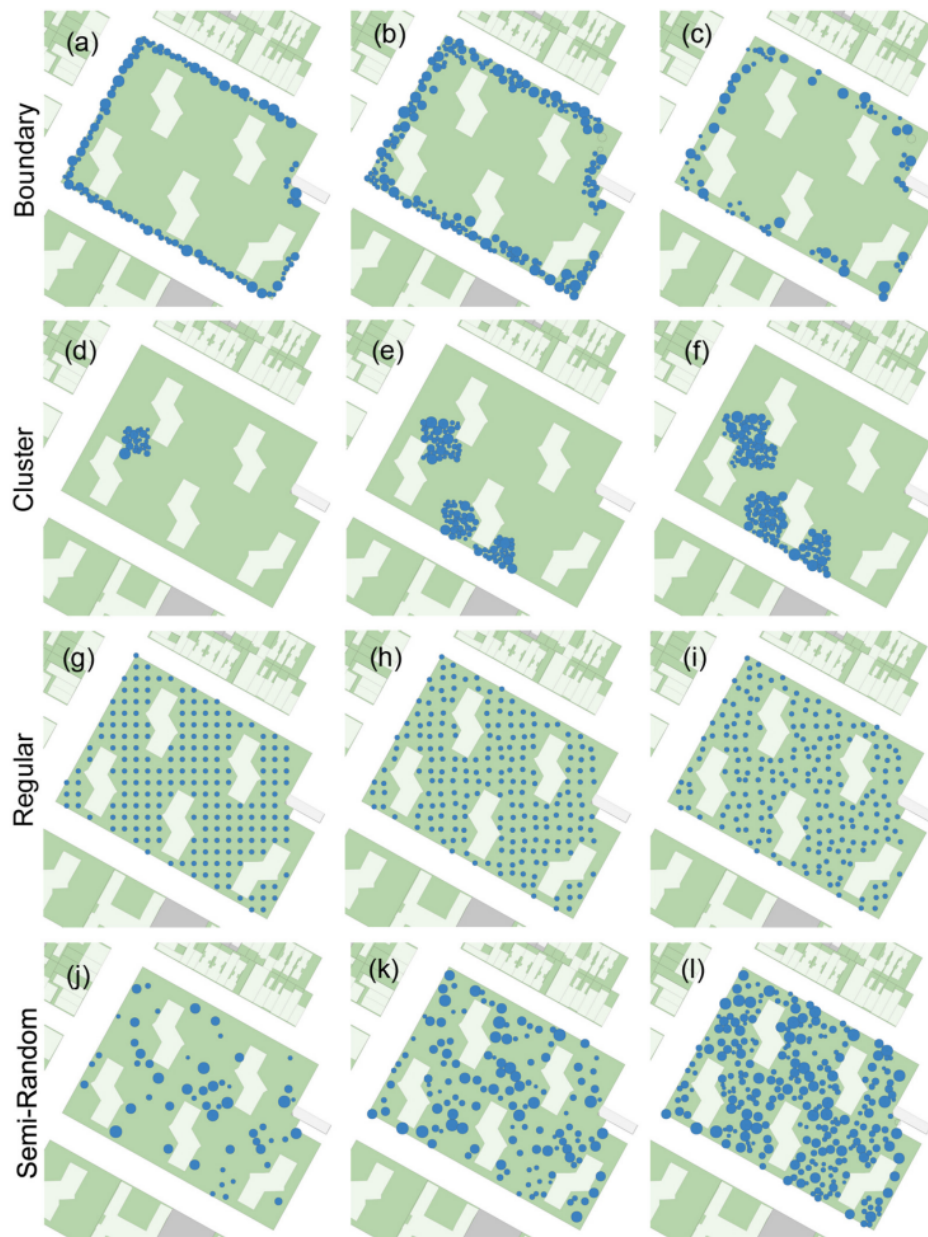 (a)
(b)
(c)
Boundary
(d)
(e)
(f)
Cluster
(g)
(h)
(i)
Regular
(j)
(k)
(l)
Semi-Random